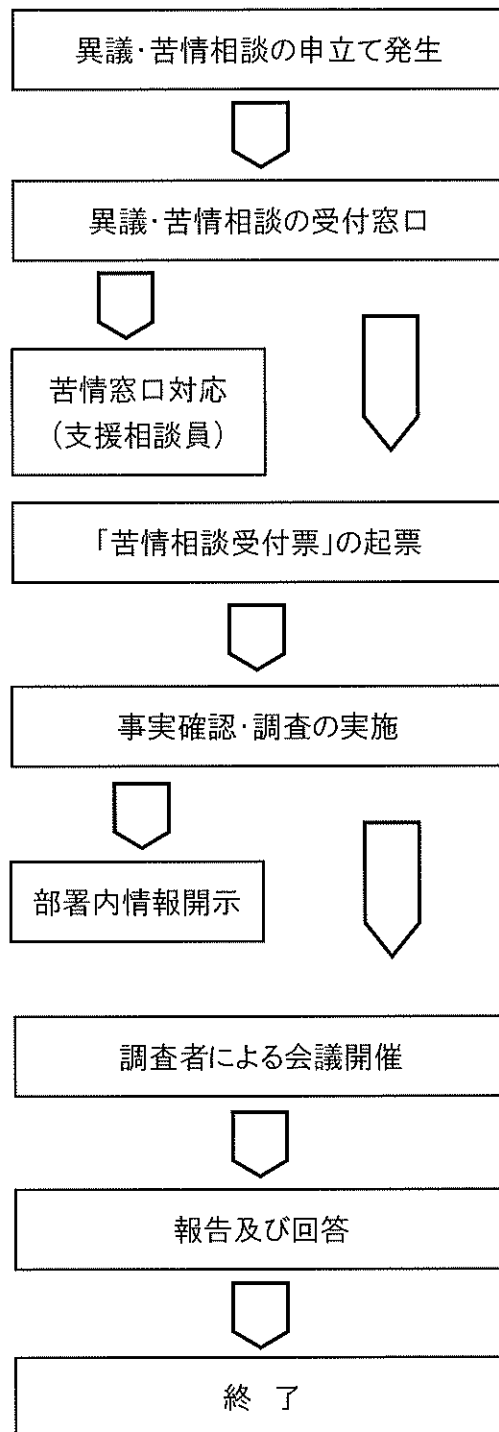 異議・苦情相談の申立て発生
異議・苦情相談の受付窓口
苦情窓口対応
（支援相談員）
「苦情相談受付票」の起票
事実確認・調査の実施
部署内情報開示
調査者による会議開催
報告及び回答
終　了